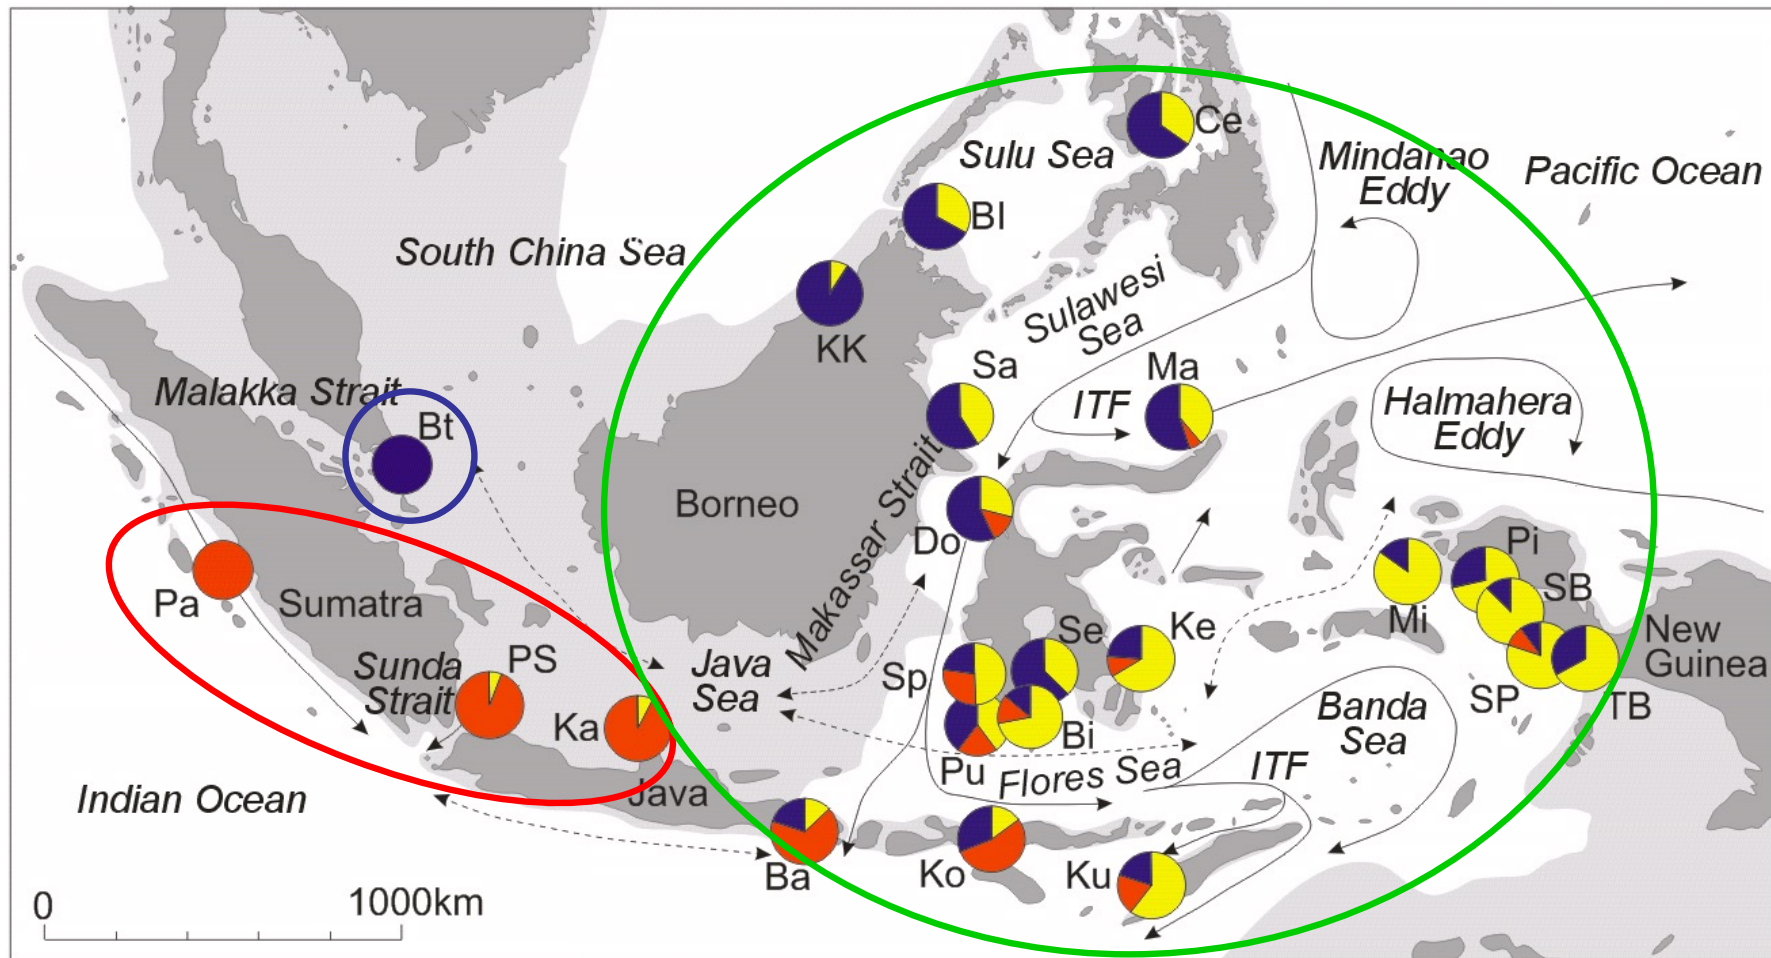 Ce
Sulu Sea
Mindanao
Eddy
Pacific Ocean
BI
South China Sea
Sulawesi
Sea
KK
Sa
Ma
Malakka Strait
ITF
Halmahera
Eddy
Bt
Makassar Strait
Borneo
Do
Pi
SB
Pa
Sumatra
Mi
Se
Ke
New
Guinea
Sunda
Strait
PS
Java
Sea
Sp
SP
TB
Ka
Banda
Sea
Bi
Pu
Flores Sea
ITF
Indian Ocean
Java
Ba
Ko
Ku
0
1000km